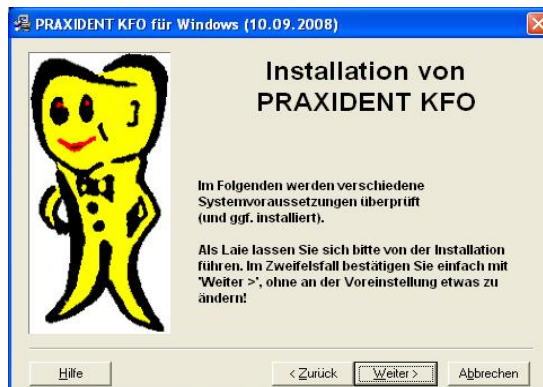 PRAXIDENT KFO für Windows (10.09.2008)
Installation von
PRAXIDENT KFO
Im Folgenden werden verschiedene
Systemvoraussetzungen überprüft
(und ggf. installiert).
Als Laie lassen Sie sich bitte von der Installation
führen. Im Zweifelsfall bestätigen Sie einfach mit
'Weiter >', ohne an der Voreinstellung etwas zu
ändern!
Hilfe
< Zurück
Weiter >
Abbrechen